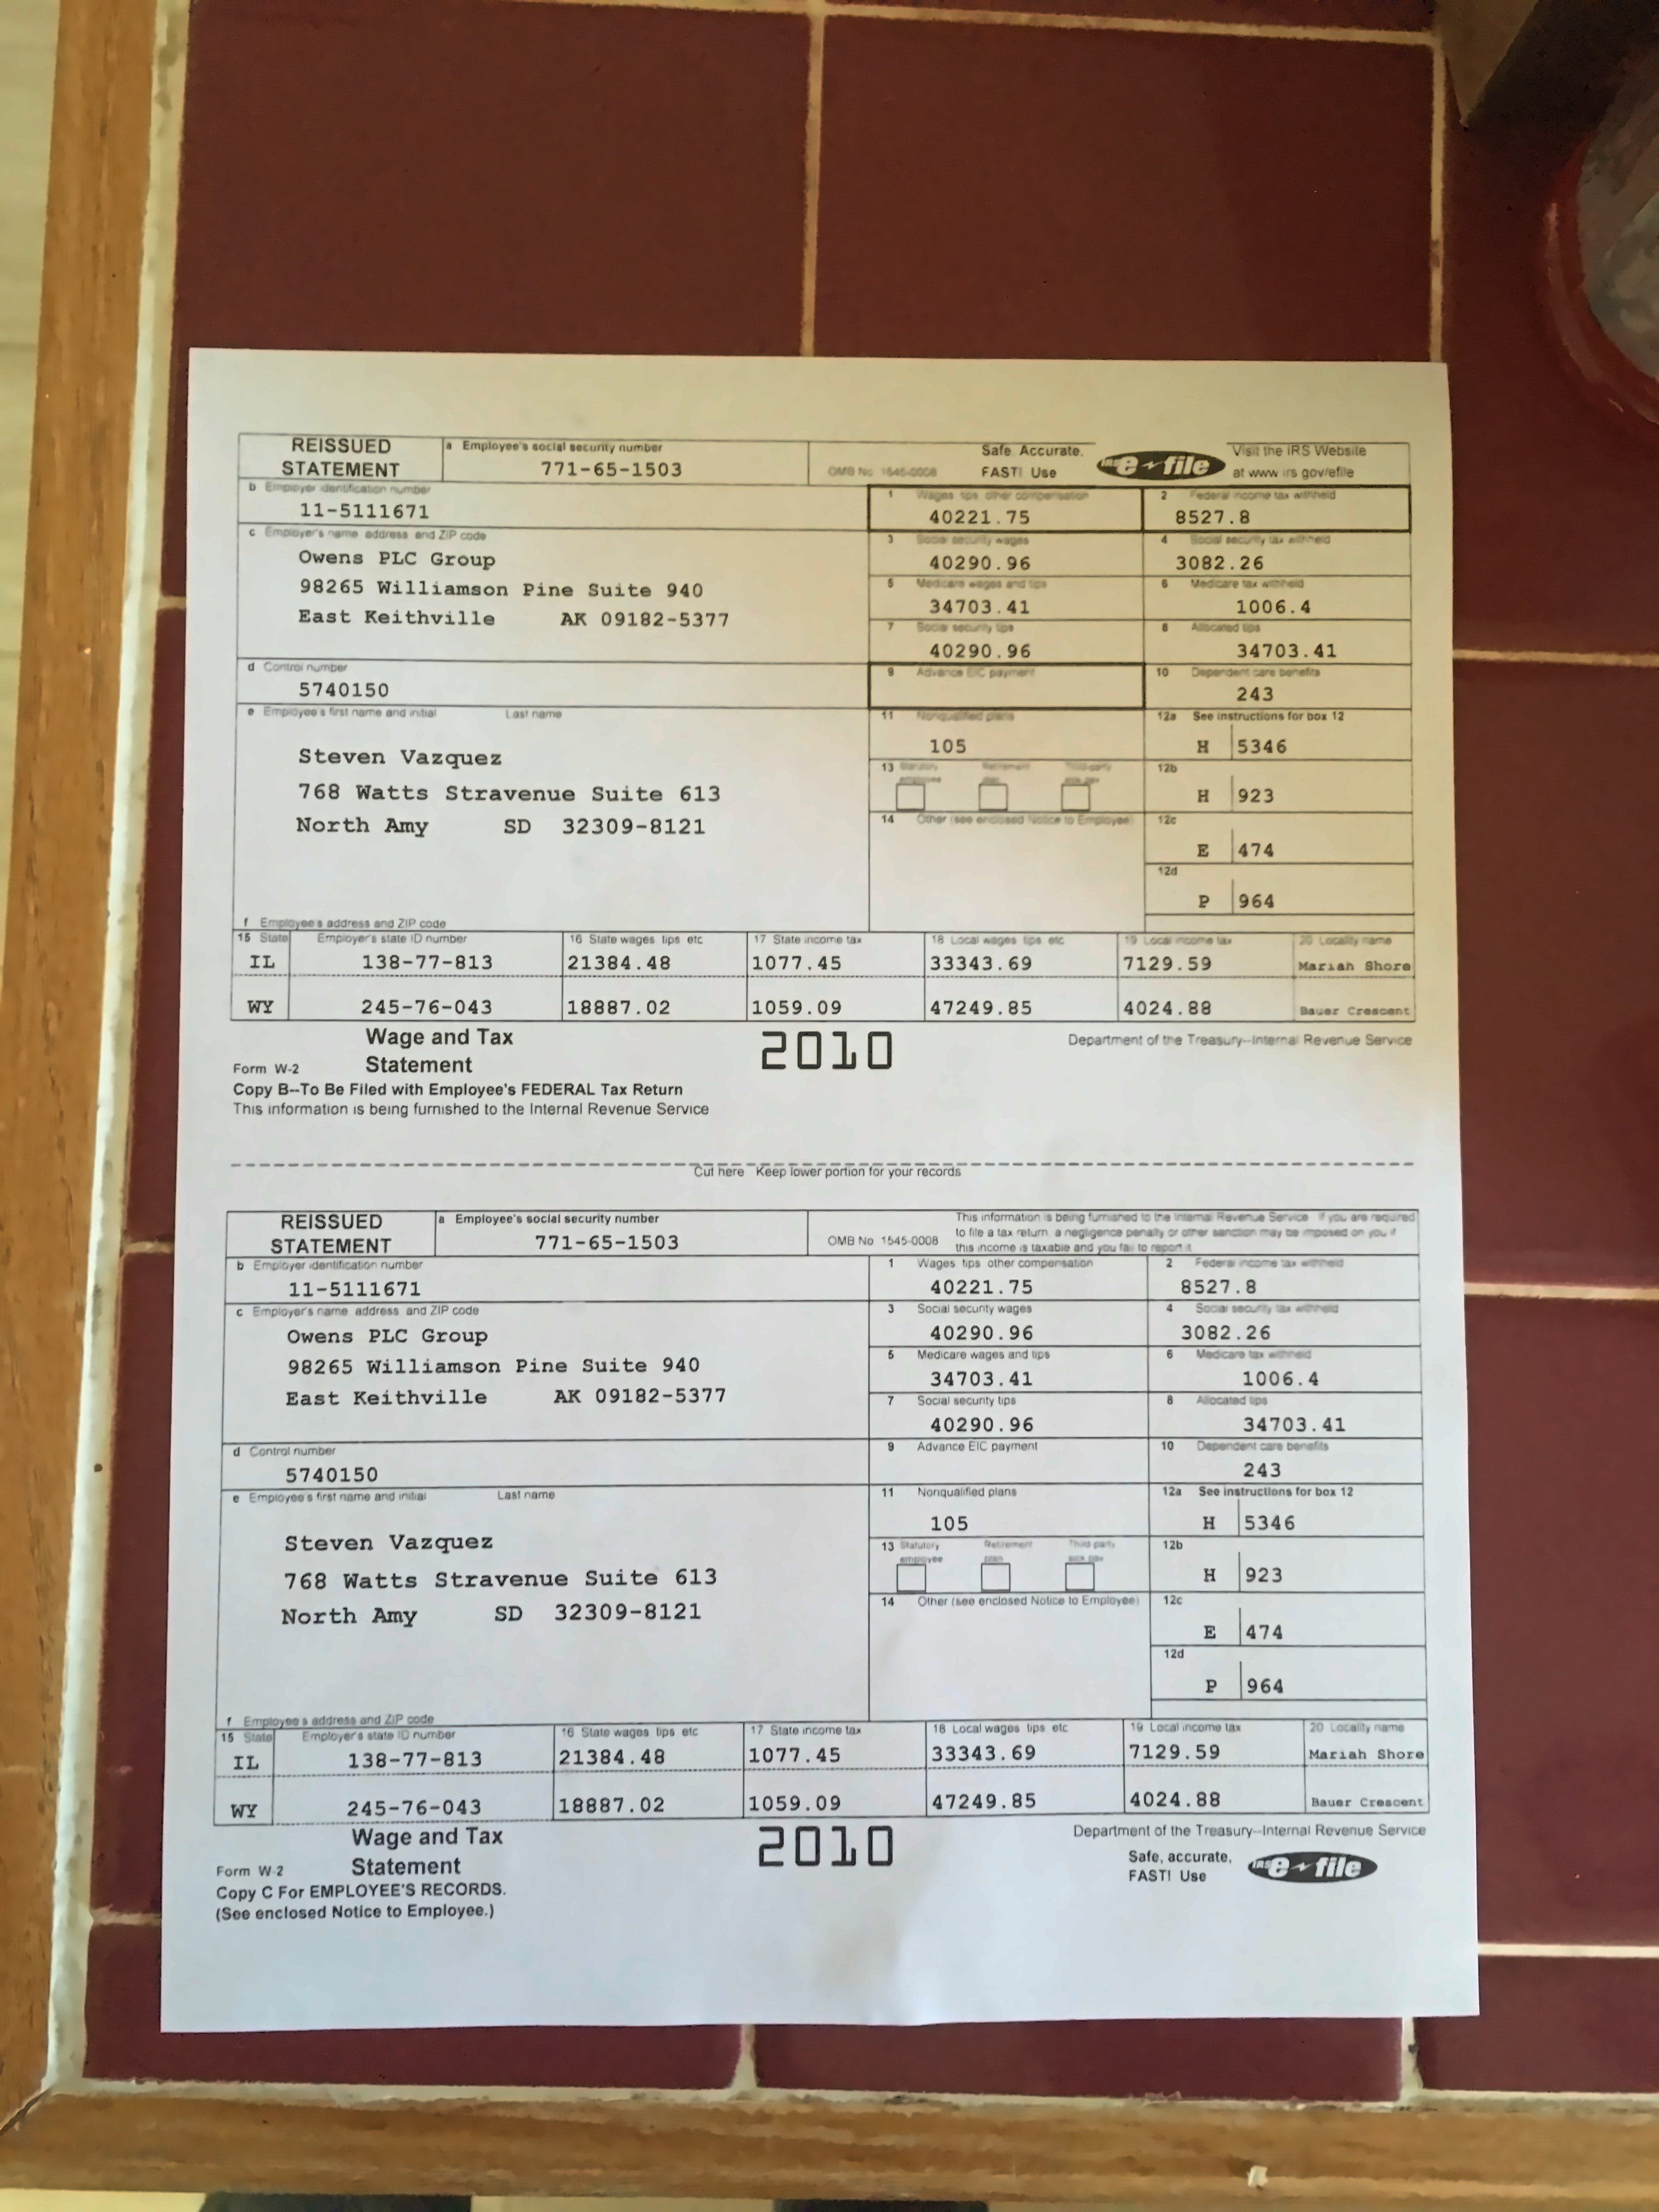 REISSUED STATEMENT
a Employee's social security number
771-65-1503
OMB No. 1545-0008
Safe. Accurate. FAST! Use
IRS e-file
Visit the IRS Website at www irs gov/efile
b Employer identification number
11-5111671
1 Wages tips other compensation
40221.75
2 Federal income tax withheld
8527.8
c Employer's name address and ZIP code
Owens PLC Group
98265 Williamson Pine Suite 940
East Keithville AK 09182-5377
3 Social security wages
40290.96
4 Social security tax withheld
3082.26
5 Medicare wages and tips
34703.41
6 Medicare tax withheld
1006.4
7 Social security tips
40290.96
8 Allocated tips
34703.41
d Control number
5740150
9 Advance EIC payment
10 Dependent care benefits
243
e Employee's first name and initial Last name
Steven Vazquez
768 Watts Stravenue Suite 613
North Amy SD 32309-8121
11 Nonqualified plans
105
12a See instructions for box 12
H 5346
13 Statutory employee Retirement plan Third-party sick pay
12b
H 923
14 Other (see enclosed Notice to Employee)
12c
E 474
12d
P 964
f Employee's address and ZIP code
15 State Employer's state ID number 16 State wages tips etc 17 State income tax 18 Local wages tips etc 19 Local income tax 20 Locality name
IL 138-77-813 21384.48 1077.45 33343.69 7129.59 Mariah Shore
WY 245-76-043 18887.02 1059.09 47249.85 4024.88 Bauer Crescent
Form W-2 Wage and Tax Statement
2010
Department of the Treasury--Internal Revenue Service
Copy B--To Be Filed with Employee's FEDERAL Tax Return
This information is being furnished to the Internal Revenue Service
Cut here Keep lower portion for your records
REISSUED STATEMENT
a Employee's social security number
771-65-1503
OMB No 1545-0008
This information is being furnished to the Internal Revenue Service If you are required
to file a tax return a negligence penalty or other sanction may be imposed on you if
this income is taxable and you fail to report it
b Employer identification number
11-5111671
1 Wages tips other compensation
40221.75
2 Federal income tax withheld
8527.8
c Employer's name address and ZIP code
Owens PLC Group
98265 Williamson Pine Suite 940
East Keithville AK 09182-5377
3 Social security wages
40290.96
4 Social security tax withheld
3082.26
5 Medicare wages and tips
34703.41
6 Medicare tax withheld
1006.4
7 Social security tips
40290.96
8 Allocated tips
34703.41
d Control number
5740150
9 Advance EIC payment
10 Dependent care benefits
243
e Employee's first name and initial Last name
Steven Vazquez
768 Watts Stravenue Suite 613
North Amy SD 32309-8121
11 Nonqualified plans
105
12a See instructions for box 12
H 5346
13 Statutory employee Retirement plan Third party sick pay
12b
H 923
14 Other (see enclosed Notice to Employee)
12c
E 474
12d
P 964
f Employee's address and ZIP code
15 State Employer's state ID number 16 State wages tips etc 17 State income tax 18 Local wages tips etc 19 Local income tax 20 Locality name
IL 138-77-813 21384.48 1077.45 33343.69 7129.59 Mariah Shore
WY 245-76-043 18887.02 1059.09 47249.85 4024.88 Bauer Crescent
Form W-2 Wage and Tax Statement
2010
Department of the Treasury--Internal Revenue Service
Safe, accurate, FAST! Use
IRS e-file
Copy C For EMPLOYEE'S RECORDS.
(See enclosed Notice to Employee.)